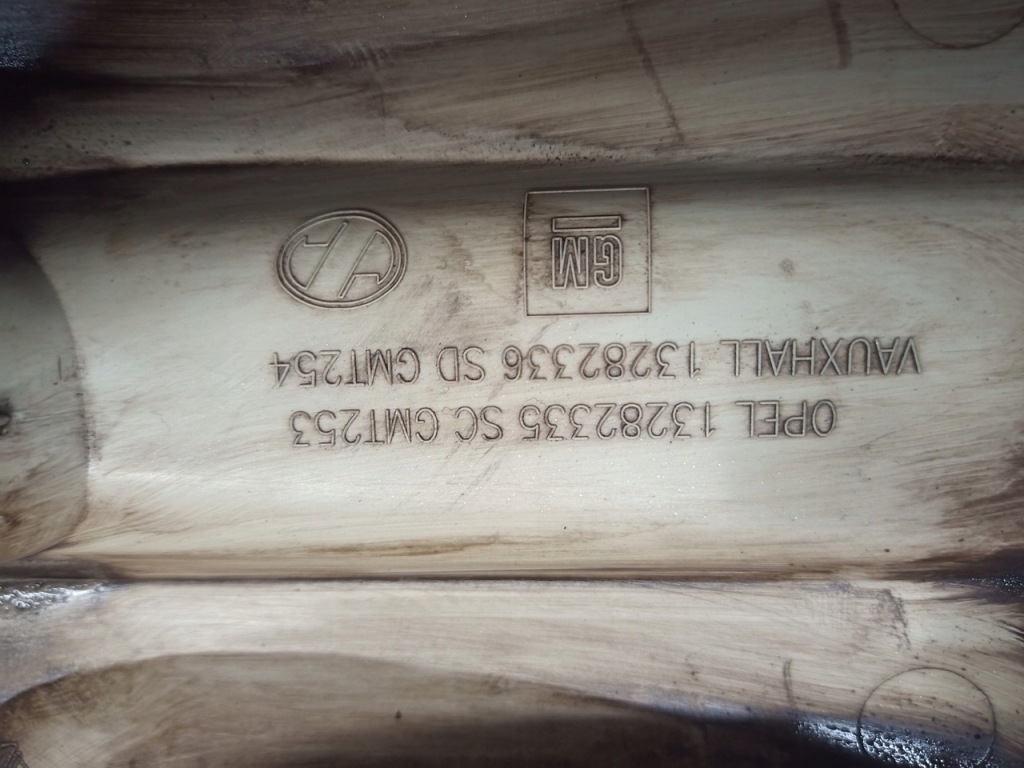 OPEL 13282335 SC GMT253
VAUXHALL 13282336 SD GMT254
GM